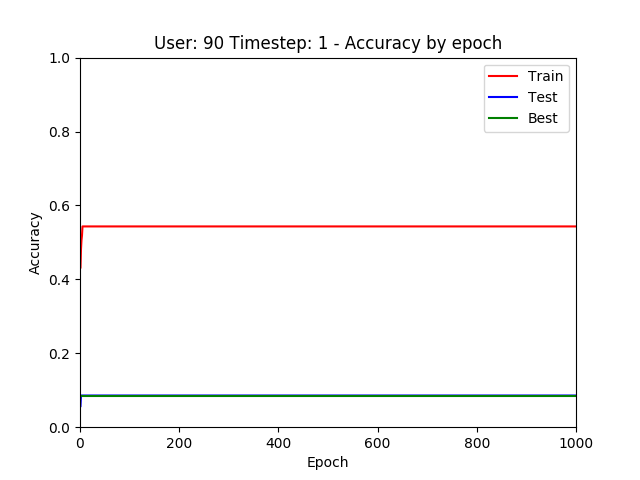 User: 90 Timestep: 1 - Accuracy by epoch
1.0
Train
Test
Best
0.8
0.6
Accuracy
0.4
0.2
0.0
0 200 400 600 800 1000
Epoch